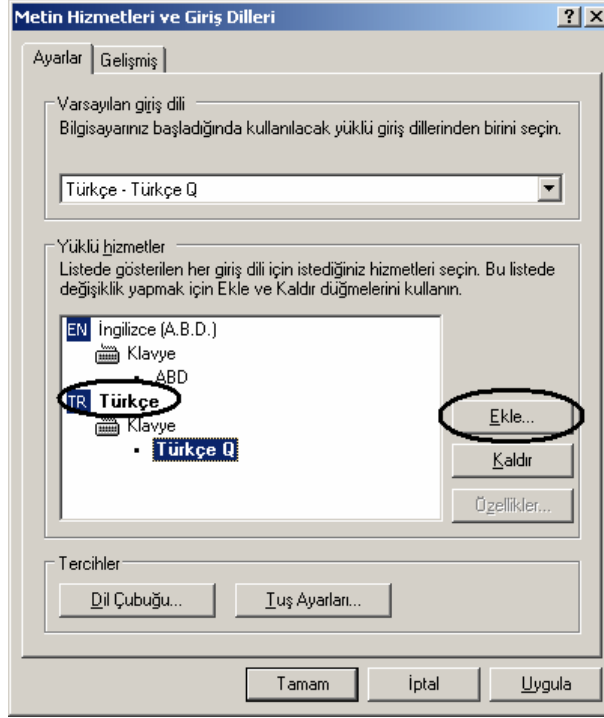 Metin Hizmetleri ve Giriş Dilleri
Ayarlar
Gelişmiş
Varsayılan giriş dili
Bilgisayarınız başladığında kullanılacak yüklü giriş dillerinden birini seçin.
Türkçe - Türkçe Q
Yüklü hizmetler
Listede gösterilen her giriş dili için istediğiniz hizmetleri seçin. Bu listede
değişiklik yapmak için Ekle ve Kaldır düğmelerini kullanın.
EN İngilizce (A.B.D.)
Klavye
ABD
TR Türkçe
Klavye
Türkçe Q
Ekle...
Kaldır
Özellikler...
Tercihler
Dil Çubuğu...
Tuş Ayarları...
Tamam
İptal
Uygula